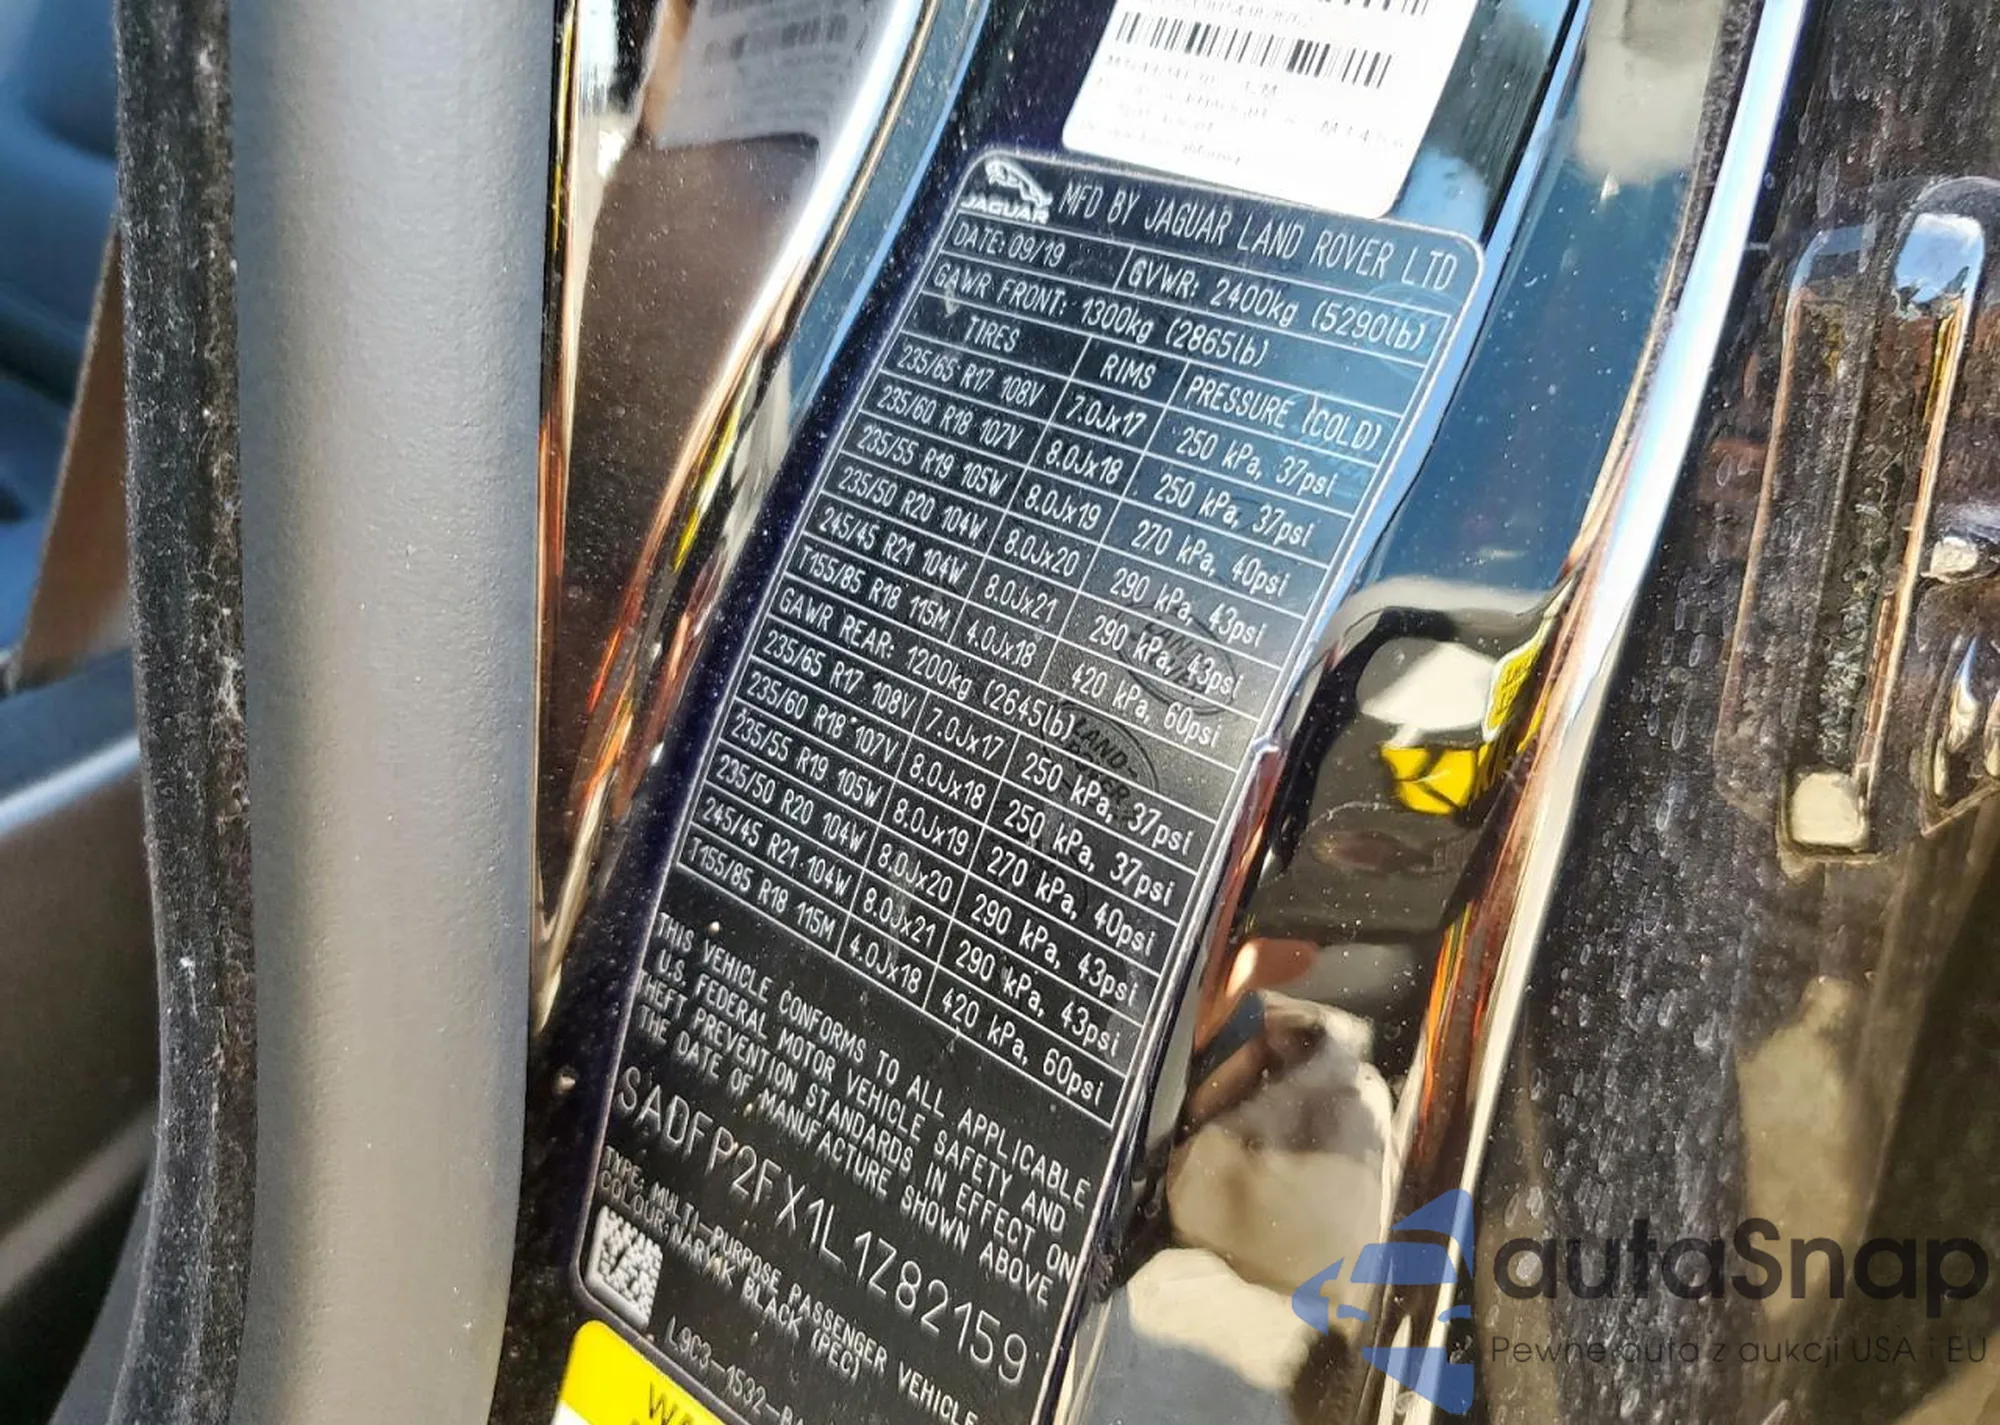 JAGUAR MFD BY JAGUAR LAND ROVER LTD
DATE: 09/19 GVWR: 2400kg (5290lb)
GAWR FRONT: 1300kg (2865lb)
TIRES RIMS PRESSURE (COLD)
235/65 R17 108V 7.0Jx17 250 kPa, 37psi
235/60 R18 107V 8.0Jx18 250 kPa, 37psi
235/55 R19 105W 8.0Jx19 270 kPa, 40psi
235/50 R20 104W 8.0Jx20 290 kPa, 43psi
245/45 R21 104W 8.0Jx21 290 kPa, 43psi
T155/85 R18 115M 4.0Jx18 420 kPa, 60psi
GAWR REAR: 1200kg (2645lb)
235/65 R17 108V 7.0Jx17 250 kPa, 37psi
235/60 R18 107V 8.0Jx18 250 kPa, 37psi
235/55 R19 105W 8.0Jx19 270 kPa, 40psi
235/50 R20 104W 8.0Jx20 290 kPa, 43psi
245/45 R21 104W 8.0Jx21 290 kPa, 43psi
T155/85 R18 115M 4.0Jx18 420 kPa, 60psi
THIS VEHICLE CONFORMS TO ALL APPLICABLE
U.S. FEDERAL MOTOR VEHICLE SAFETY AND
THEFT PREVENTION STANDARDS IN EFFECT ON
THE DATE OF MANUFACTURE SHOWN ABOVE
SADFP2FX1L1Z82159
TYPE: MULTI-PURPOSE PASSENGER VEHICLE
COLOUR:NARVIK BLACK (PEC)
L9C3-1532-BA
autaSnap
Pewne auta z aukcji USA i EU